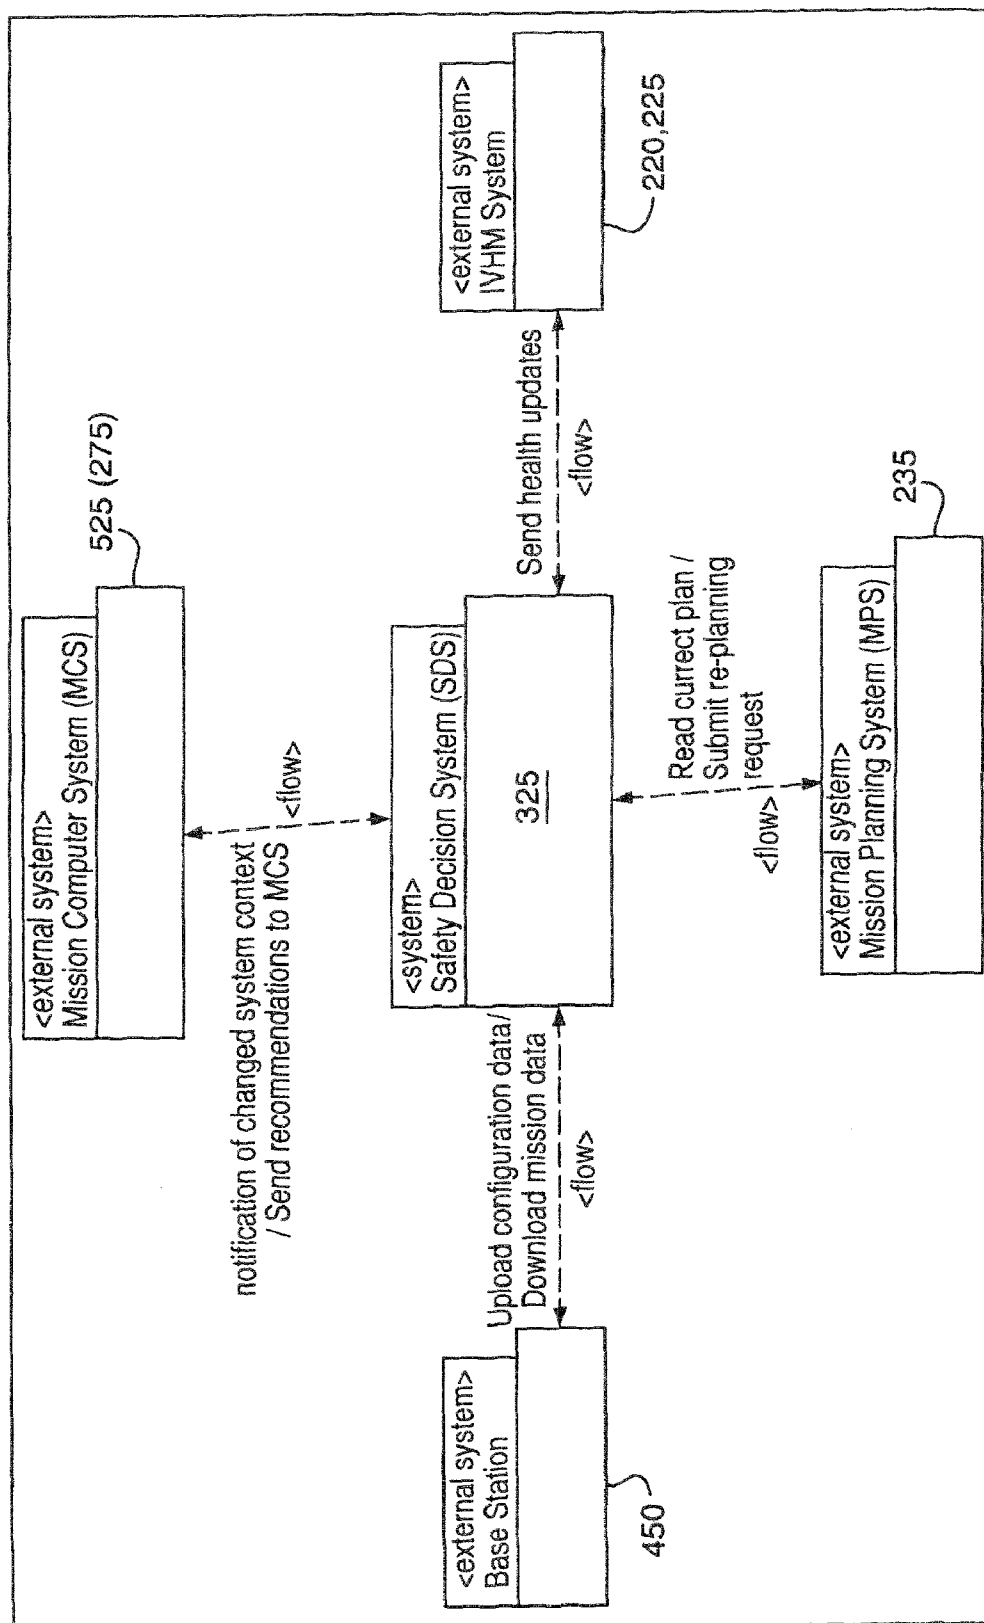 <external system>
Mission Computer System (MCS)
525 (275)
notification of changed system context
/ Send recommendations to MCS
<flow>
<external system>
Base Station
450
Upload configuration data/
Download mission data
<flow>
<system>
Safety Decision System (SDS)
325
Send health updates
<flow>
<external system>
IVHM System
220,225
Read current plan /
Submit re-planning
request
<flow>
<external system>
Mission Planning System (MPS)
235